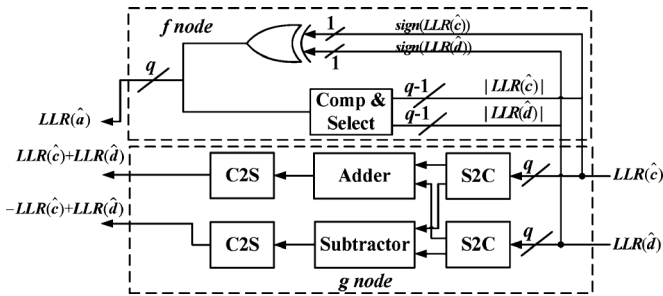 f node
1
sign(LLR(ĉ))
sign(LLR(d̂))
1
q
Comp &
Select
q-1
|LLR(ĉ)|
q-1
|LLR(d̂)|
LLR(â)
LLR(ĉ)+LLR(d̂)
C2S
Adder
S2C
q
LLR(ĉ)
−LLR(ĉ)+LLR(d̂)
C2S
Subtractor
S2C
q
LLR(d̂)
g node